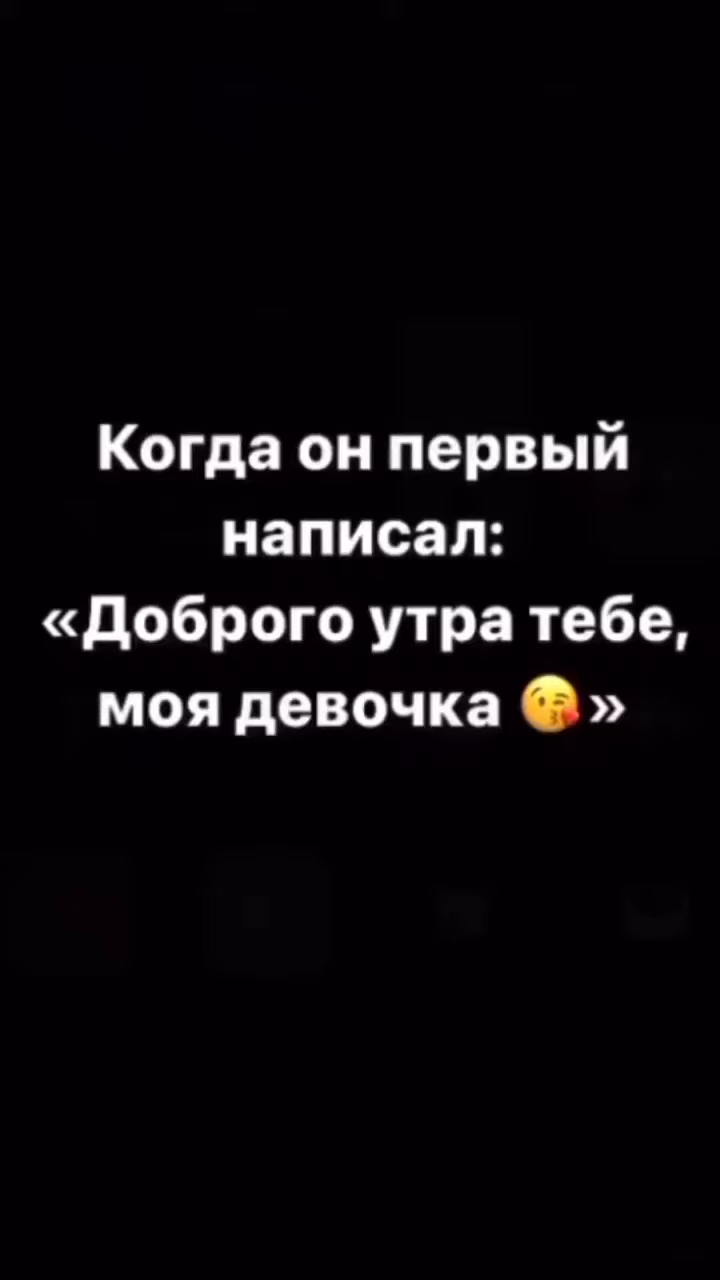 Когда он первый
написал:
«Доброго утра тебе,
моя девочка 😘»